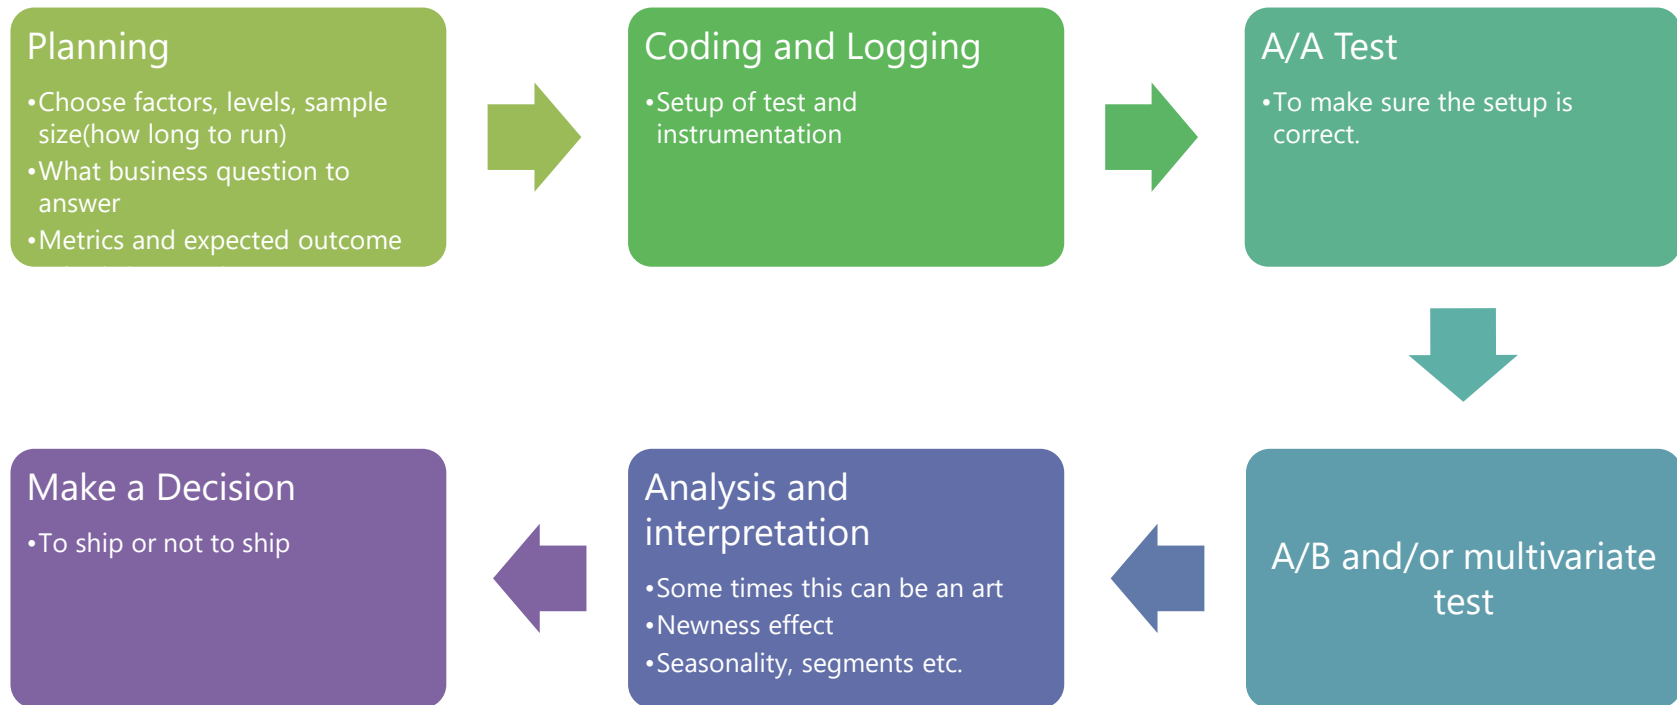 Planning
•Choose factors, levels, sample
size(how long to run)
•What business question to
answer
•Metrics and expected outcome
Coding and Logging
•Setup of test and
instrumentation
A/A Test
•To make sure the setup is
correct.
A/B and/or multivariate
test
Analysis and
interpretation
•Some times this can be an art
•Newness effect
•Seasonality, segments etc.
Make a Decision
•To ship or not to ship